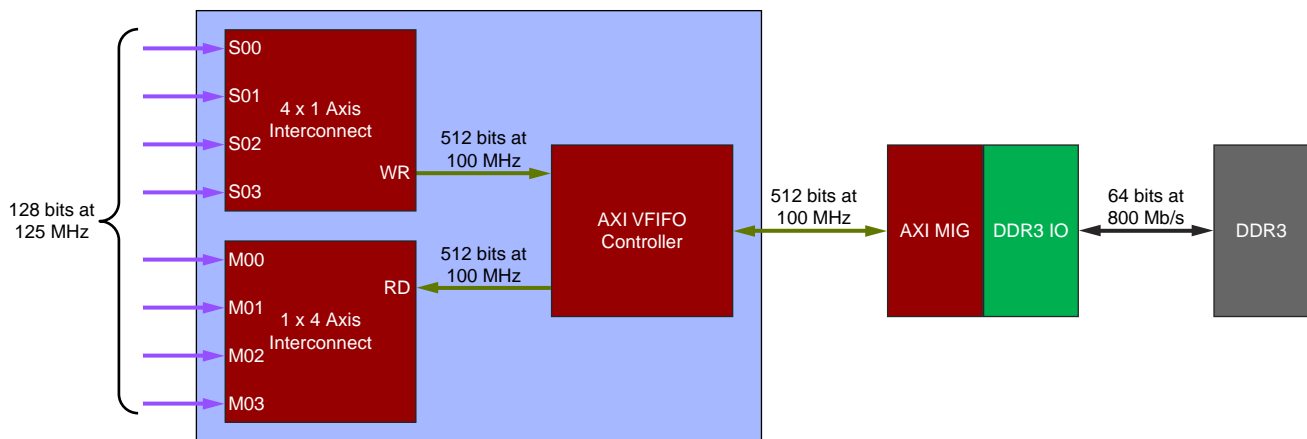 128 bits at
125 MHz
S00
S01
S02
S03
4 x 1 Axis
Interconnect
WR
M00
M01
M02
M03
1 x 4 Axis
Interconnect
RD
512 bits at
100 MHz
512 bits at
100 MHz
AXI VFIFO
Controller
512 bits at
100 MHz
AXI MIG
DDR3 IO
64 bits at
800 Mb/s
DDR3